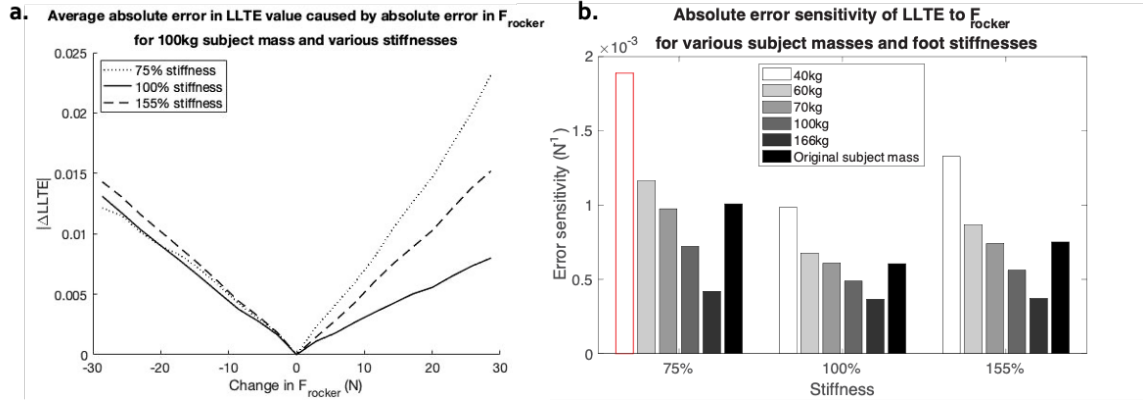 a.
Average absolute error in LLTE value caused by absolute error in F_rocker
for 100kg subject mass and various stiffnesses
0.025
0.02
0.015
0.01
0.005
0
|ΔLLTE|
75% stiffness
100% stiffness
155% stiffness
-30 -20 -10 0 10 20 30
Change in F_rocker (N)
b.
Absolute error sensitivity of LLTE to F_rocker
for various subject masses and foot stiffnesses
×10⁻³
2
1.5
1
0.5
0
Error sensitivity (N¹)
40kg
60kg
70kg
100kg
166kg
Original subject mass
75% 100% 155%
Stiffness